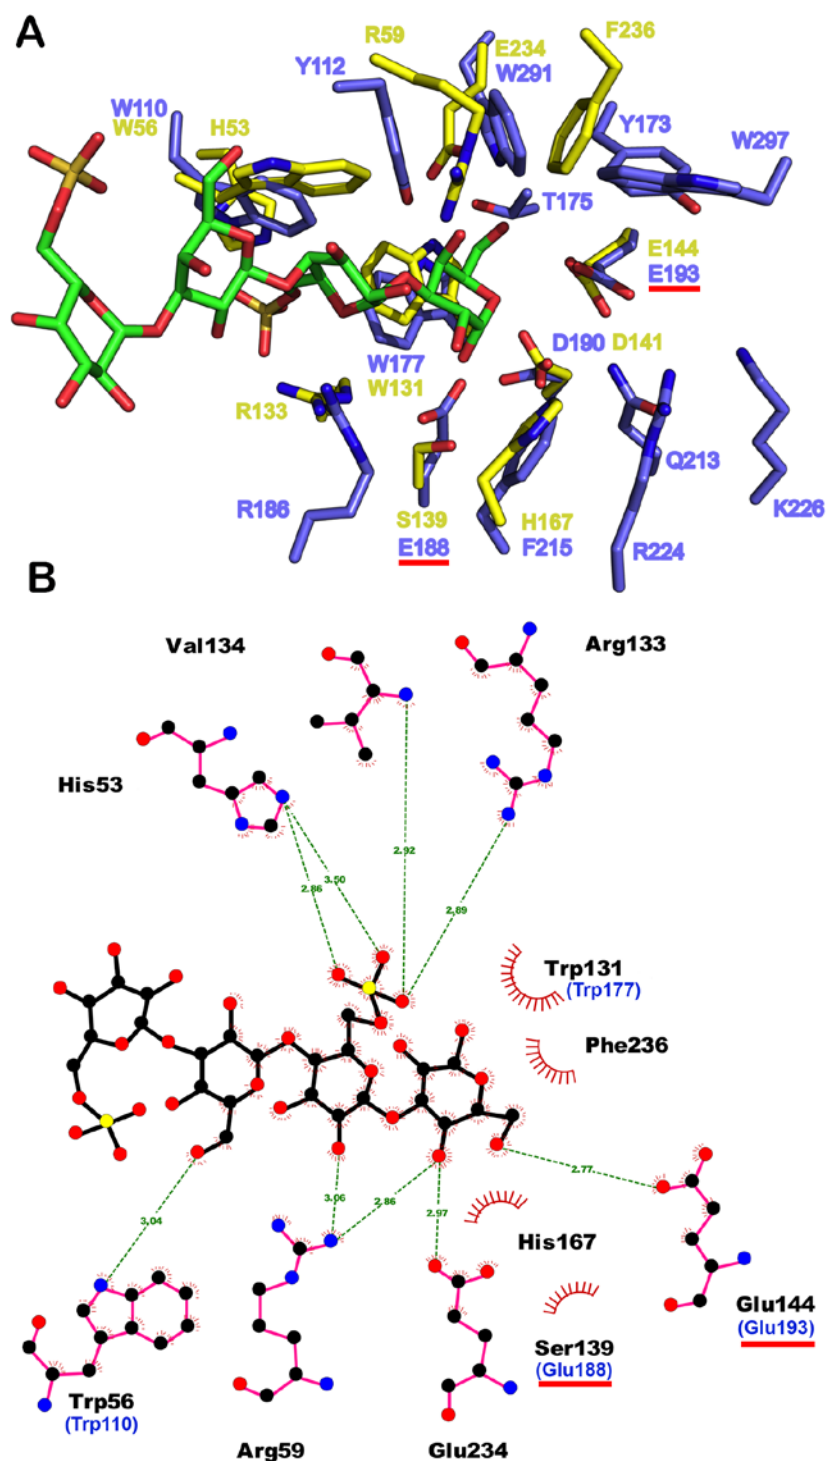 A
R59
E234
F236
Y112
W291
W110
W56
H53
Y173
W297
T175
E144
E193
D190 D141
W177
W131
R133
Q213
R186
S139
H167
K226
E188
F215
R224
B
Val134
Arg133
His53
2.92
3.50
2.86
2.89
Trp131
(Trp177)
Phe236
2.77
3.06
2.86
3.04
2.97
His167
Glu144
(Glu193)
Ser139
(Glu188)
Trp56
(Trp110)
Arg59
Glu234